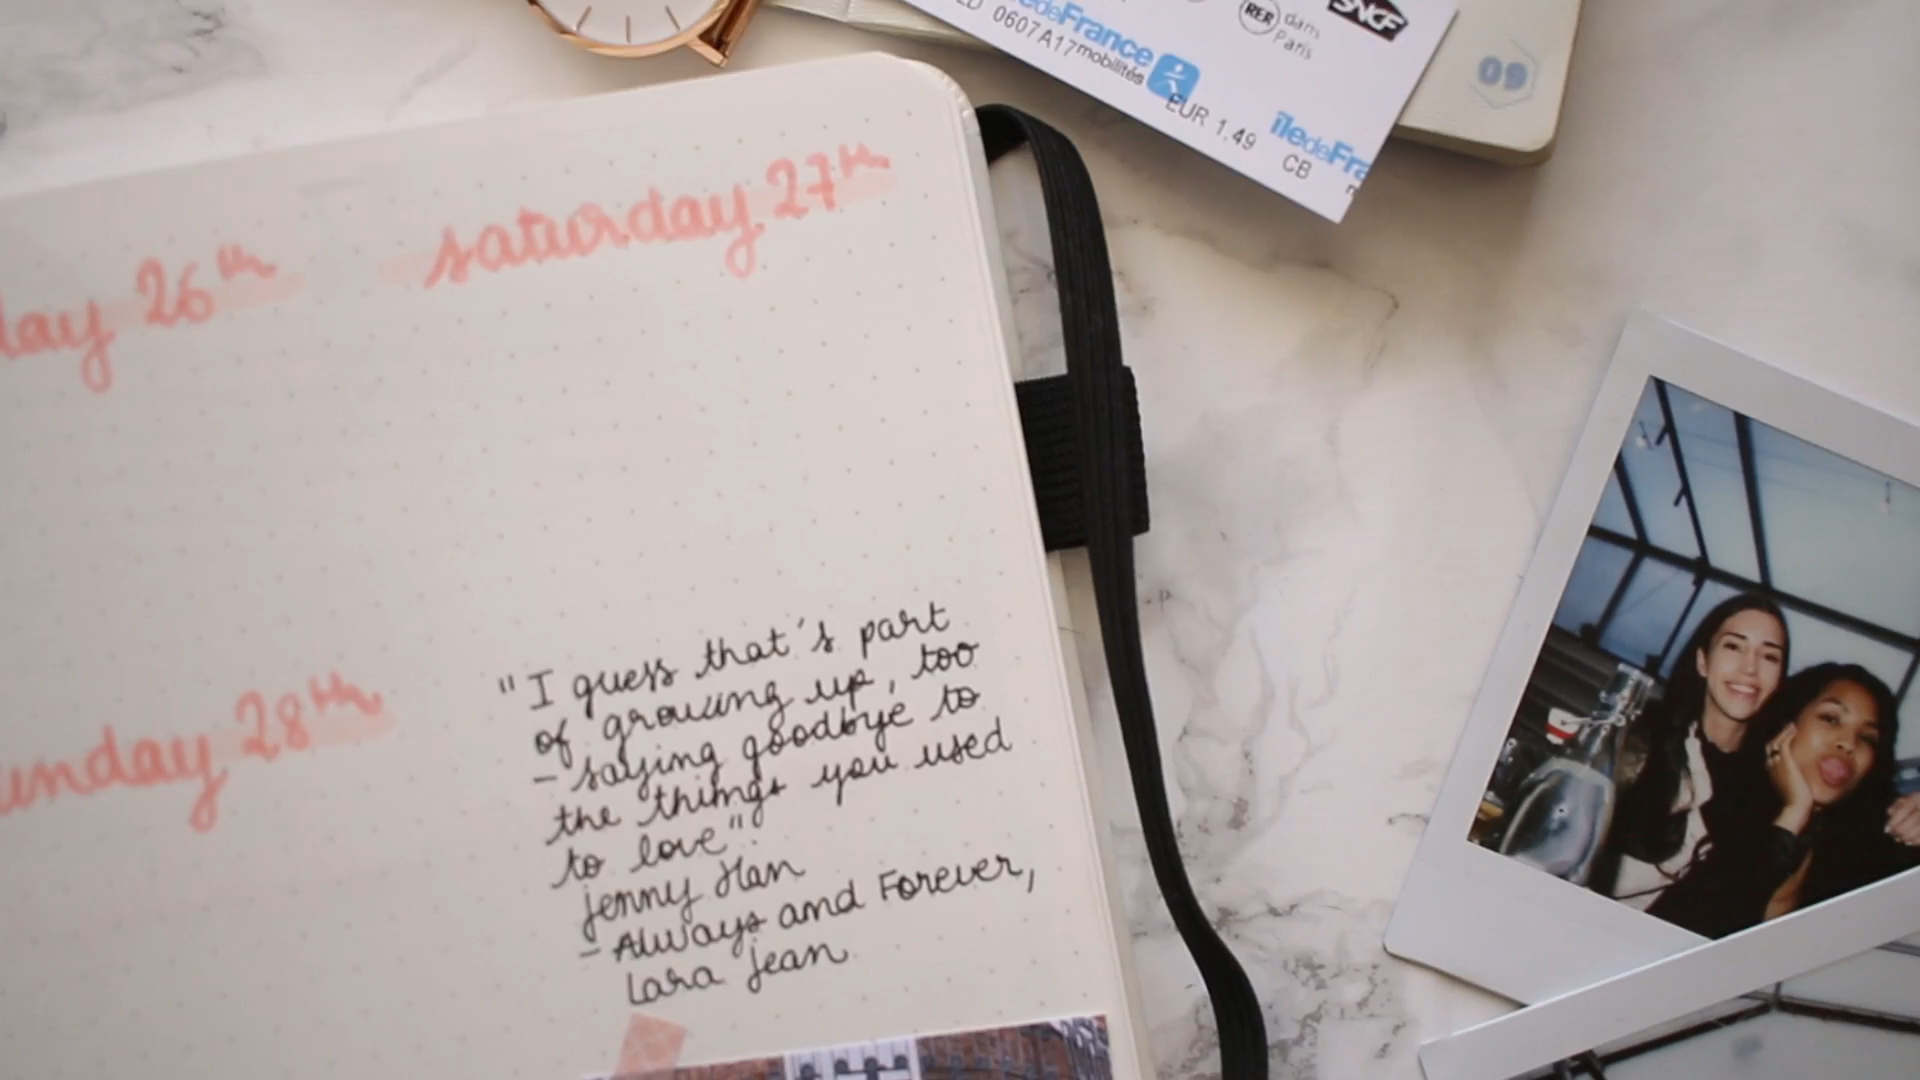 dans
Paris
RER
SNCF
deFrance
mobilités
0607A17
EUR 1.49
îledeFra
CB
09
day 26th
saturday 27th
unday 28th
"I guess that's part
of growing up, too
- saying goodbye to
the things you used
to love"
Jenny Han
- Always and Forever,
Lara Jean